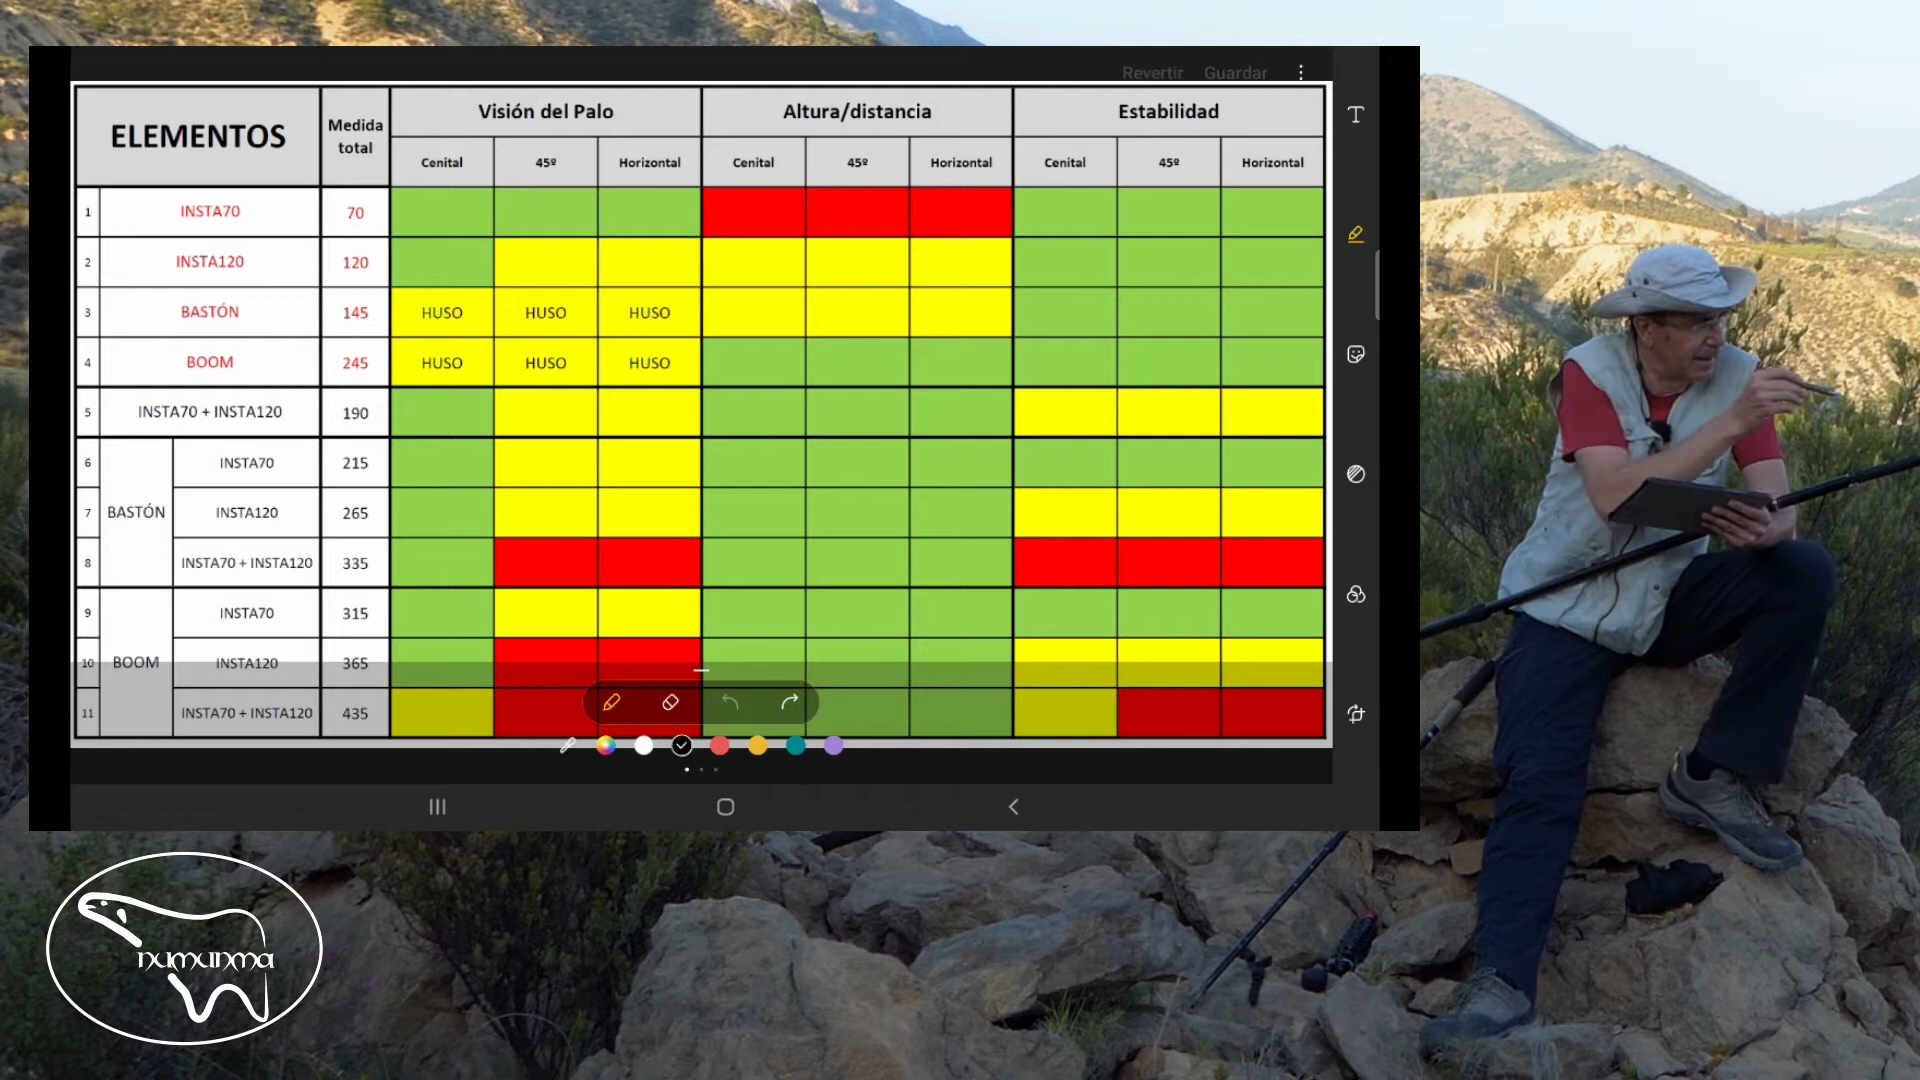 Revertir Guardar
ELEMENTOS Medida total Visión del Palo Altura/distancia Estabilidad
Cenital 45º Horizontal Cenital 45º Horizontal Cenital 45º Horizontal
1 INSTA70 70
2 INSTA120 120
3 BASTÓN 145 HUSO HUSO HUSO
4 BOOM 245 HUSO HUSO HUSO
5 INSTA70 + INSTA120 190
6 BASTÓN INSTA70 215
7 INSTA120 265
8 INSTA70 + INSTA120 335
9 BOOM INSTA70 315
10 INSTA120 365
11 INSTA70 + INSTA120 435
numunma